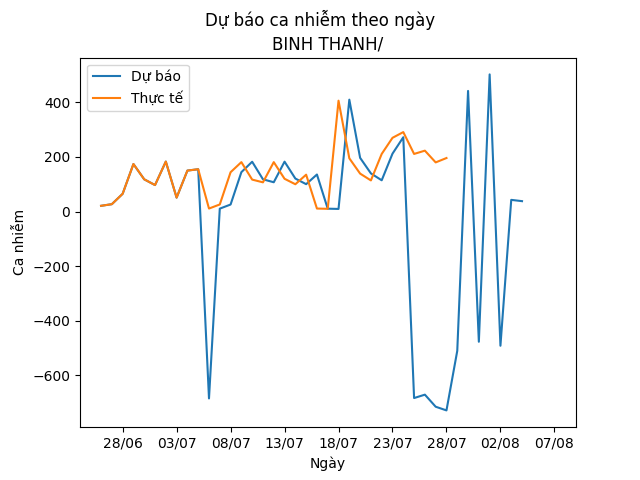 Dự báo ca nhiễm theo ngày
BINH THANH/
Dự báo
Thực tế
400
200
0
−200
−400
−600
Ca nhiễm
28/06 03/07 08/07 13/07 18/07 23/07 28/07 02/08 07/08
Ngày